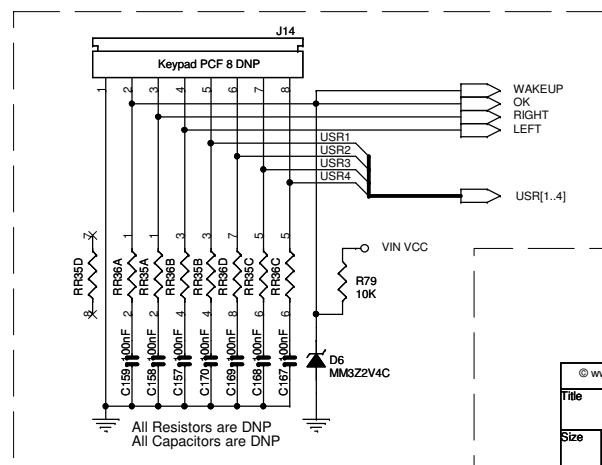 J14
Keypad PCF 8 DNP
1 2 3 4 5 6 7 8
WAKEUP
OK
RIGHT
LEFT
USR1
USR2
USR3
USR4
USR[1..4]
VIN VCC
7 1 1 3 3 7 5 5
RR35D RR36A RR35A RR36B RR35B RR36D RR35C RR36C
R79
10K
8 2 2 4 4 8 6 6
100nF 100nF 100nF 100nF 100nF 100nF 100nF
C159 C158 C157 C170 C169 C168 C167
D6
MM3Z2V4C
All Resistors are DNP
All Capacitors are DNP
© ww
Title
Size